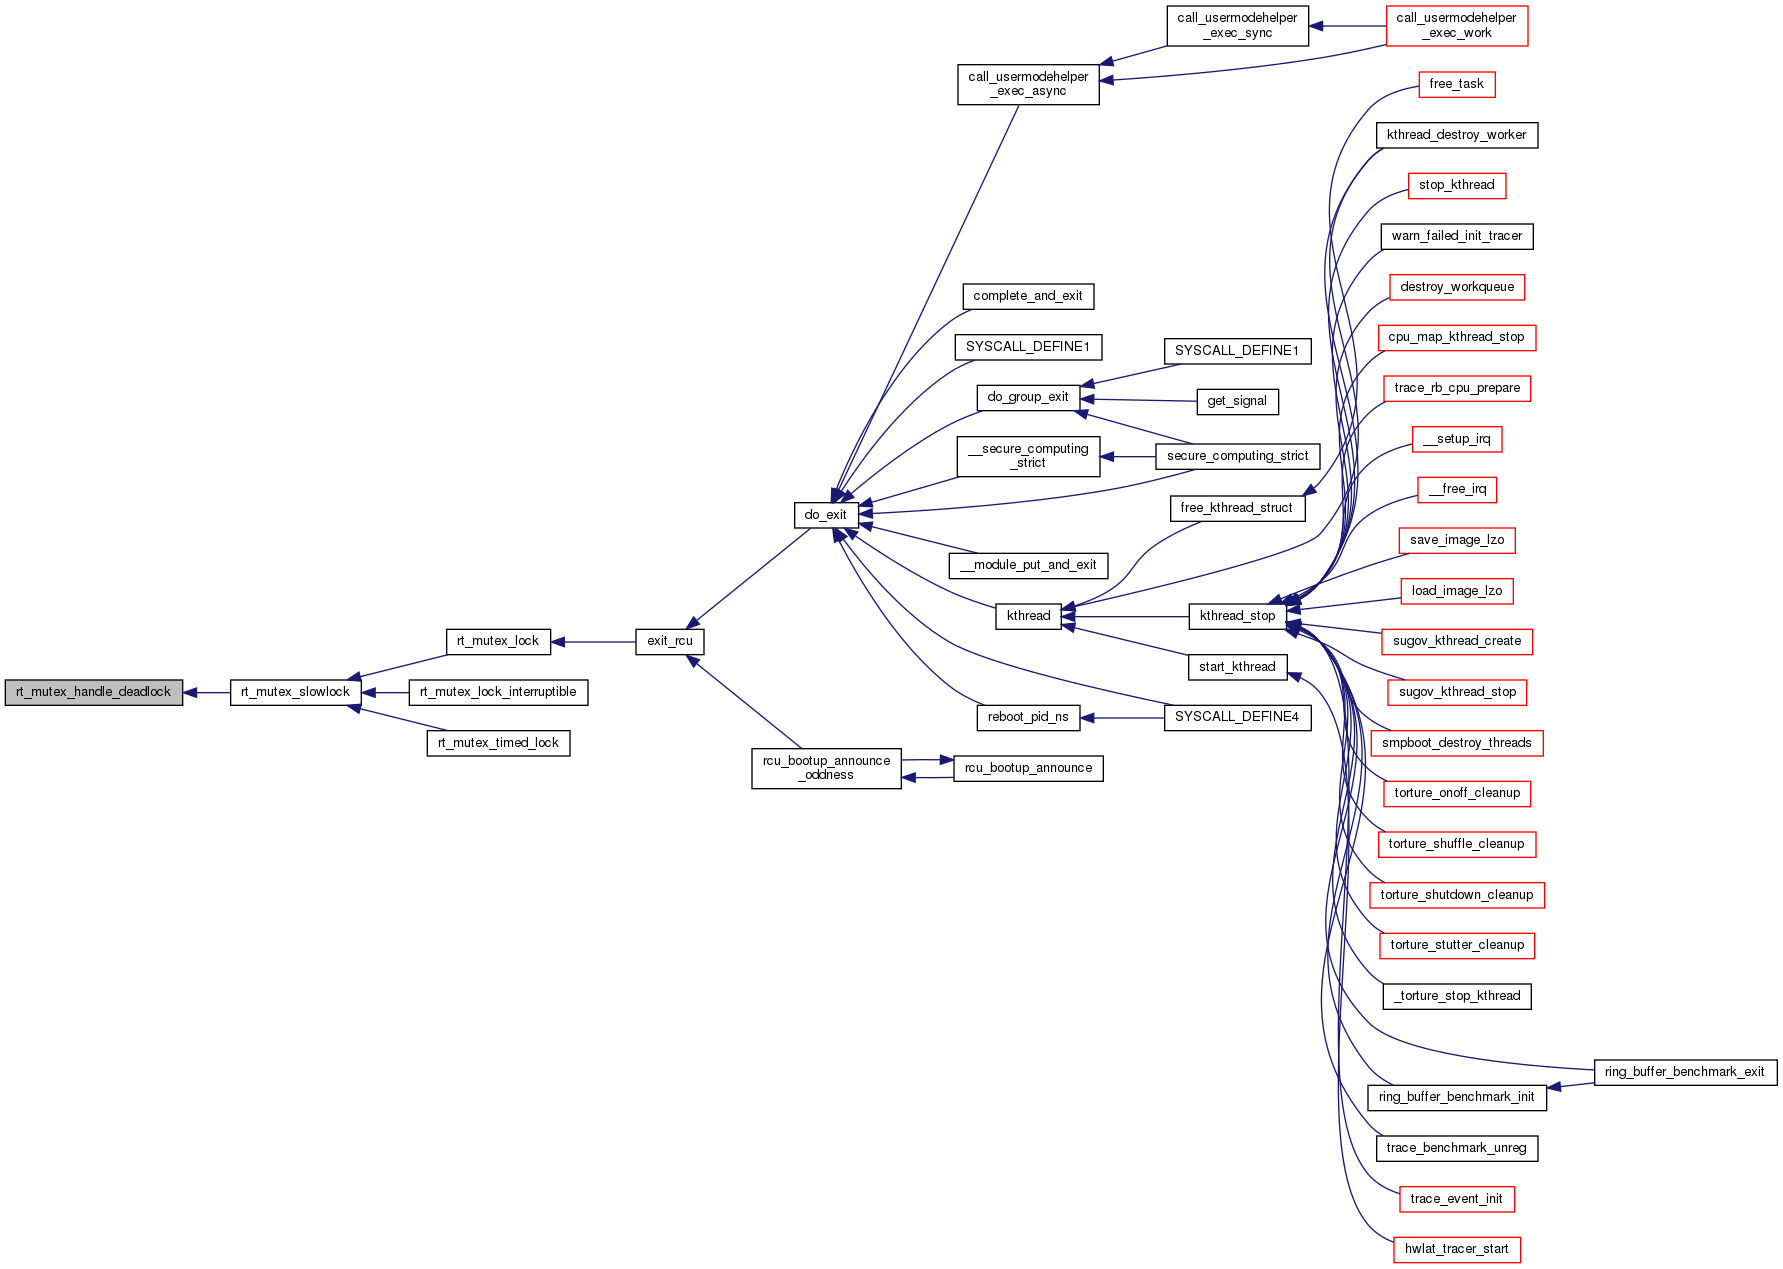 rt_mutex_handle_deadlock
rt_mutex_slowlock
rt_mutex_lock
rt_mutex_lock_interruptible
rt_mutex_timed_lock
exit_rcu
do_exit
rcu_bootup_announce
_oddness
rcu_bootup_announce
call_usermodehelper
_exec_async
complete_and_exit
SYSCALL_DEFINE1
do_group_exit
__secure_computing
_strict
__module_put_and_exit
kthread
reboot_pid_ns
call_usermodehelper
_exec_sync
SYSCALL_DEFINE1
get_signal
secure_computing_strict
free_kthread_struct
kthread_stop
start_kthread
SYSCALL_DEFINE4
call_usermodehelper
_exec_work
free_task
kthread_destroy_worker
stop_kthread
warn_failed_init_tracer
destroy_workqueue
cpu_map_kthread_stop
trace_rb_cpu_prepare
__setup_irq
__free_irq
save_image_lzo
load_image_lzo
sugov_kthread_create
sugov_kthread_stop
smpboot_destroy_threads
torture_onoff_cleanup
torture_shuffle_cleanup
torture_shutdown_cleanup
torture_stutter_cleanup
_torture_stop_kthread
ring_buffer_benchmark_exit
ring_buffer_benchmark_init
trace_benchmark_unreg
trace_event_init
hwlat_tracer_start